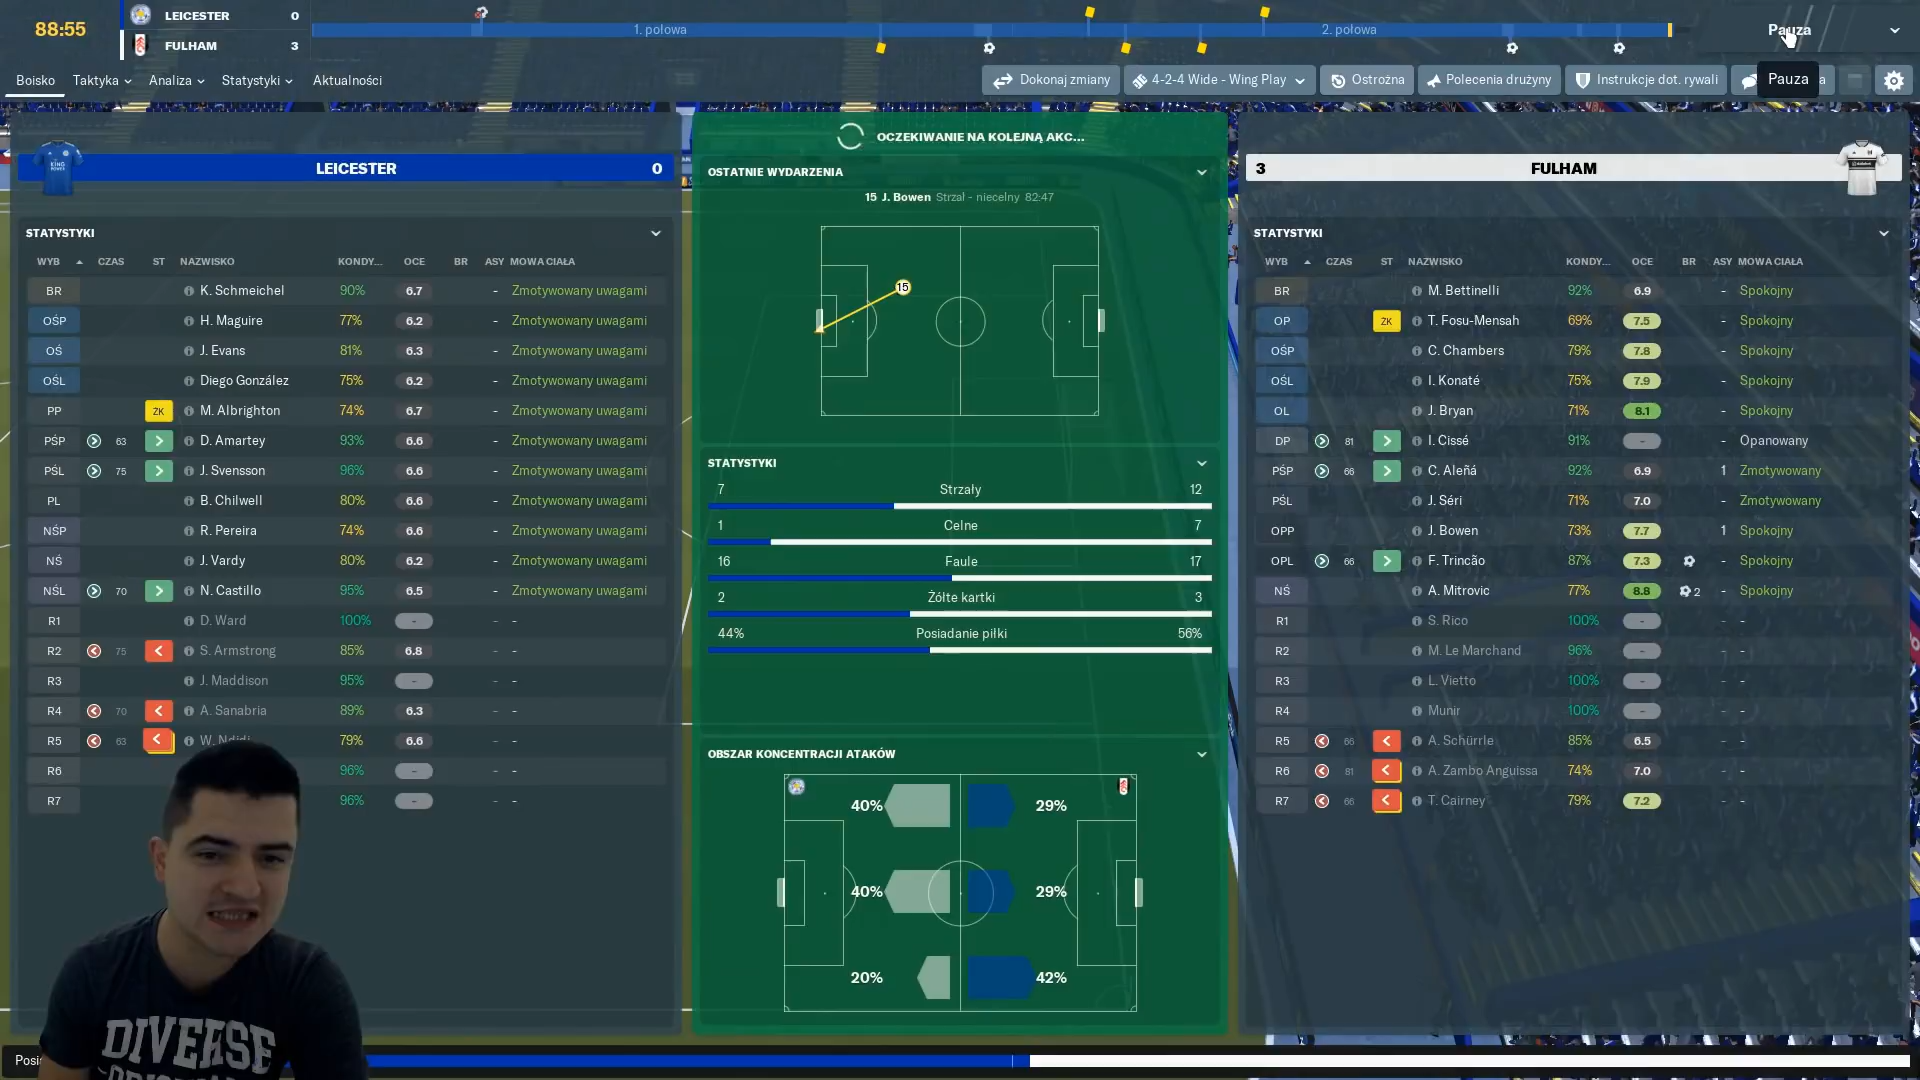 88:55
LEICESTER 0
FULHAM 3
1. połowa
2. połowa
Pauza
Boisko
Taktyka
Analiza
Statystyki
Aktualności
Dokonaj zmiany
4-2-4 Wide - Wing Play
Ostrożna
Polecenia drużyny
Instrukcje dot. rywali
Pauza
LEICESTER 0
STATYSTYKI
WYB CZAS ST NAZWISKO KONDY... OCE BR ASY MOWA CIAŁA
BR K. Schmeichel 90% 6.7 - Zmotywowany uwagami
OŚP H. Maguire 77% 6.2 - Zmotywowany uwagami
OŚ J. Evans 81% 6.3 - Zmotywowany uwagami
OŚL Diego González 75% 6.2 - Zmotywowany uwagami
PP ŻK M. Albrighton 74% 6.7 - Zmotywowany uwagami
PŚP 63 D. Amartey 93% 6.6 - Zmotywowany uwagami
PŚL 75 J. Svensson 96% 6.6 - Zmotywowany uwagami
PL B. Chilwell 80% 6.6 - Zmotywowany uwagami
NŚP R. Pereira 74% 6.6 - Zmotywowany uwagami
NŚ J. Vardy 80% 6.2 - Zmotywowany uwagami
NŚL 70 N. Castillo 95% 6.5 - Zmotywowany uwagami
R1 D. Ward 100% - - -
R2 75 S. Armstrong 85% 6.8 - -
R3 J. Maddison 95% - - -
R4 70 A. Sanabria 89% 6.3 - -
R5 63 W. Ndidi 79% 6.6 - -
R6 96% - - -
R7 96% - - -
OCZEKIWANIE NA KOLEJNĄ AKC...
OSTATNIE WYDARZENIA
15 J. Bowen Strzał - niecelny 82:47
15
STATYSTYKI
7 Strzały 12
1 Celne 7
16 Faule 17
2 Żółte kartki 3
44% Posiadanie piłki 56%
OBSZAR KONCENTRACJI ATAKÓW
40% 29%
40% 29%
20% 42%
3 FULHAM
STATYSTYKI
WYB CZAS ST NAZWISKO KONDY... OCE BR ASY MOWA CIAŁA
BR M. Bettinelli 92% 6.9 - Spokojny
OP ŻK T. Fosu-Mensah 69% 7.5 - Spokojny
OŚP C. Chambers 79% 7.8 - Spokojny
OŚL I. Konaté 75% 7.9 - Spokojny
OL J. Bryan 71% 8.1 - Spokojny
DP 81 I. Cissé 91% - - Opanowany
PŚP 66 C. Aleñá 92% 6.9 1 Zmotywowany
PŚL J. Séri 71% 7.0 - Zmotywowany
OPP J. Bowen 73% 7.7 1 Spokojny
OPL 66 F. Trincão 87% 7.3 - Spokojny
NŚ A. Mitrovic 77% 8.8 2 - Spokojny
R1 S. Rico 100% - - -
R2 M. Le Marchand 96% - - -
R3 L. Vietto 100% - - -
R4 Munir 100% - - -
R5 66 A. Schürrle 85% 6.5 - -
R6 81 A. Zambo Anguissa 74% 7.0 - -
R7 66 T. Cairney 79% 7.2 - -
DIVERSE